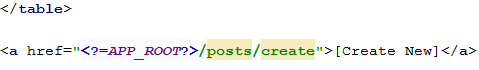 </table>
<a href="<?=APP_ROOT?>/posts/create">[Create New]</a>